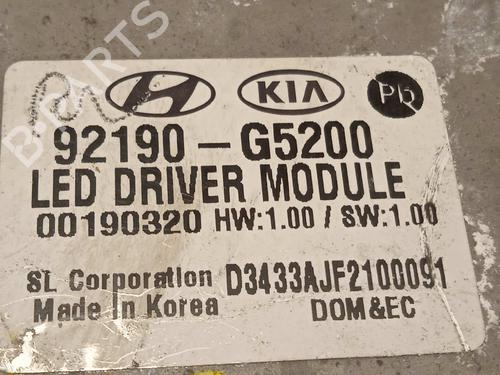 B-PARTS
KIA
92190-G5200
LED DRIVER MODULE
00190320 HW:1.00 / SW:1.00
SL Corporation D3433AJF2100091
Made in Korea DOM&EC